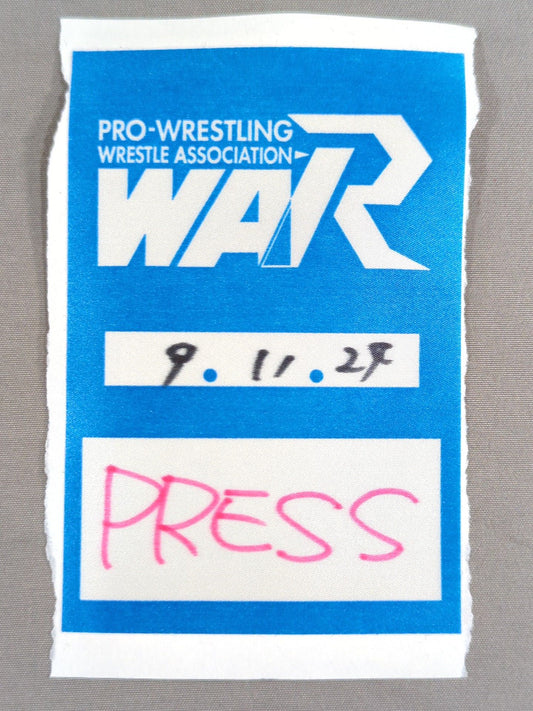 PRO-WRESTLING
WRESTLE ASSOCIATION
WAR
9.11.27
PRESS